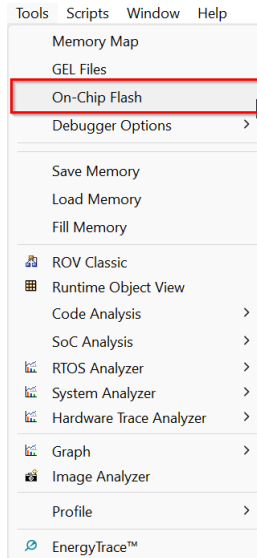 Tools Scripts Window Help
Memory Map
GEL Files
On-Chip Flash
Debugger Options
Save Memory
Load Memory
Fill Memory
ROV Classic
Runtime Object View
Code Analysis
SoC Analysis
RTOS Analyzer
System Analyzer
Hardware Trace Analyzer
Graph
Image Analyzer
Profile
EnergyTrace™